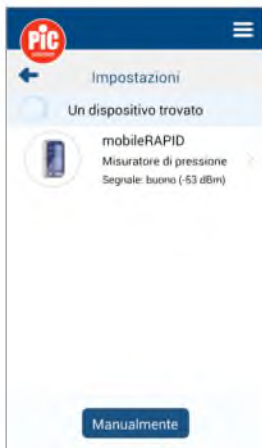 PiC
Impostazioni
Un dispositivo trovato
mobileRAPID
Misuratore di pressione
Segnale: buono (-53 dBm)
Manualmente